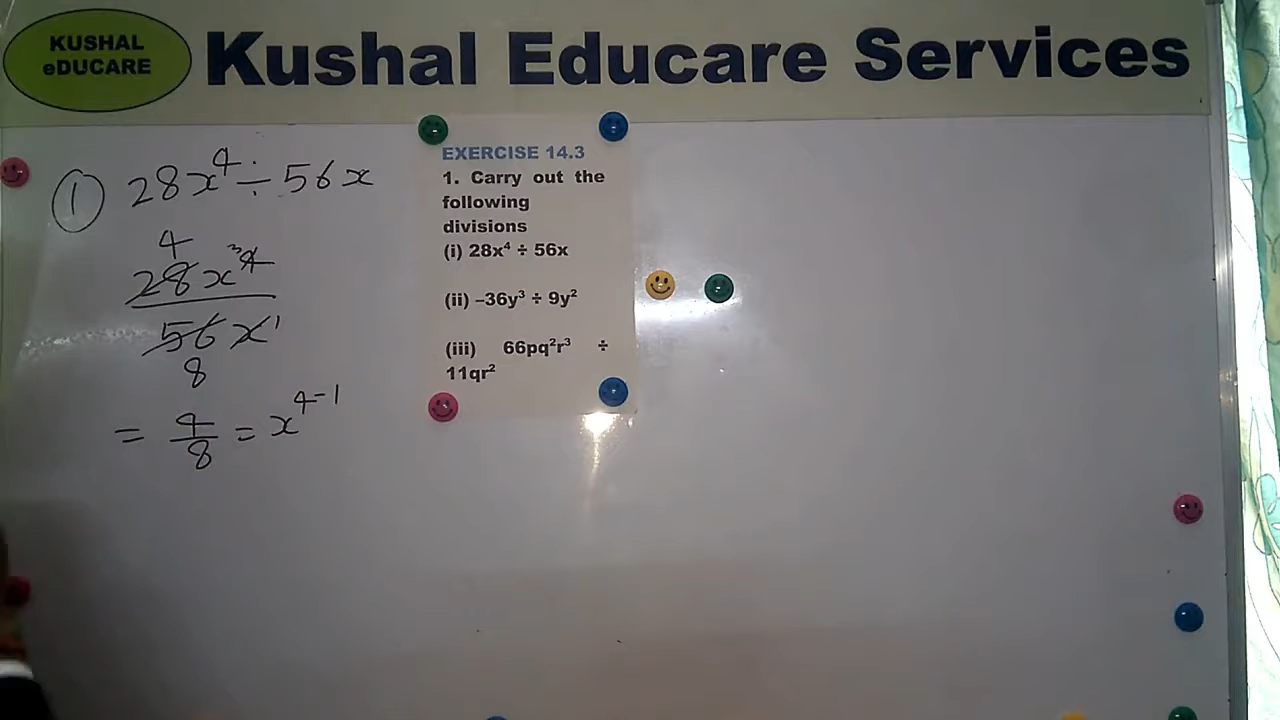 KUSHAL
eDUCARE
Kushal Educare Services
① 28x⁴ ÷ 56x
4
28x³4
56x¹
8
= 4/8 = x⁴⁻¹
EXERCISE 14.3
1. Carry out the
following
divisions
(i) 28x⁴ ÷ 56x
(ii) –36y³ ÷ 9y²
(iii) 66pq²r³ ÷
11qr²